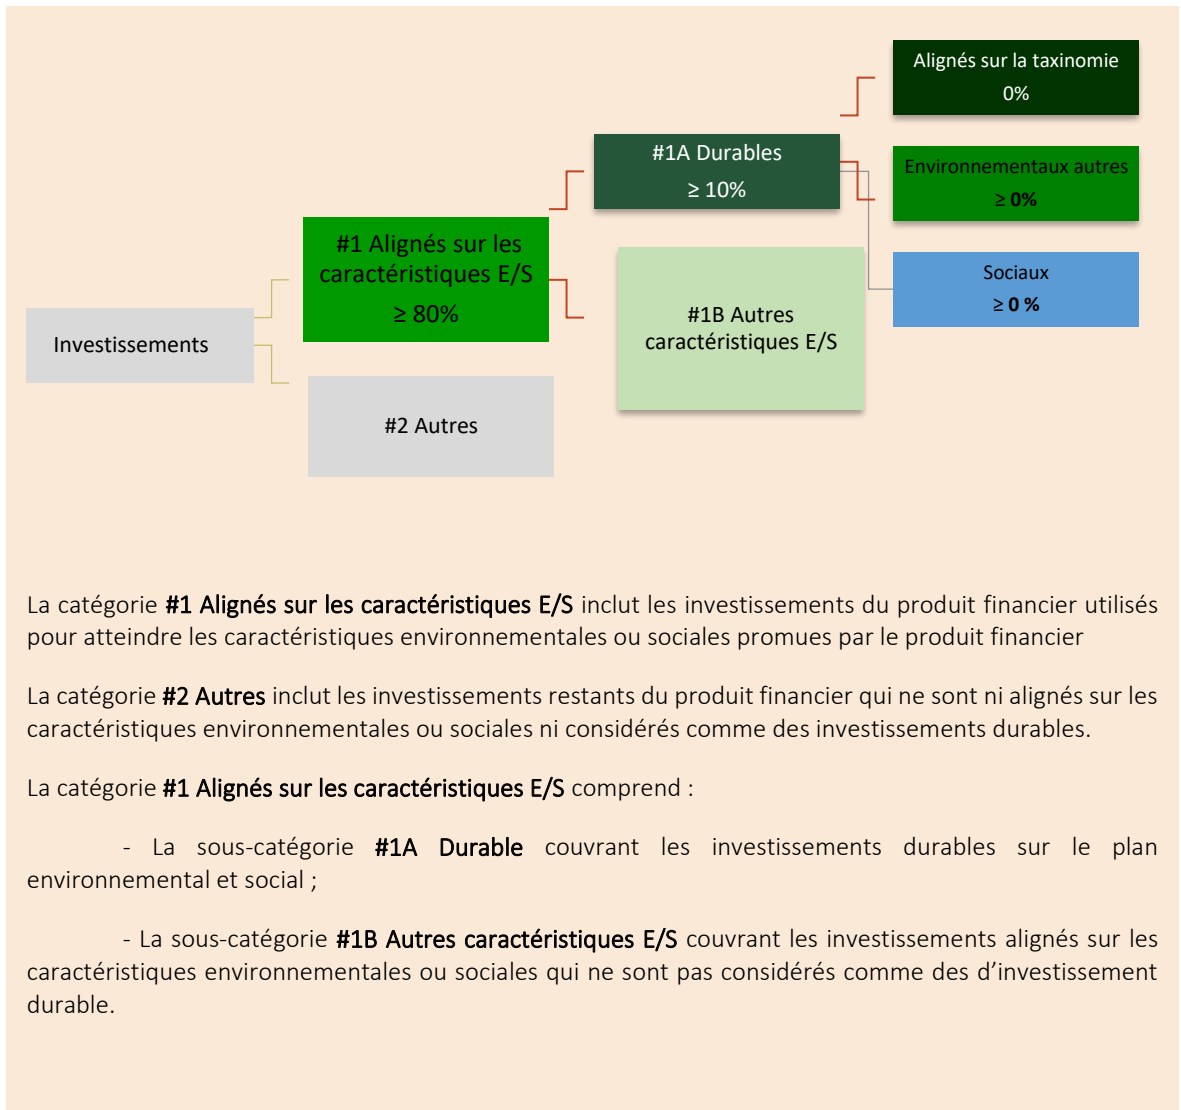 Alignés sur la taxinomie
0%
#1A Durables
≥ 10%
Environnementaux autres
≥ 0%
#1 Alignés sur les
caractéristiques E/S
≥ 80%
Sociaux
≥ 0 %
#1B Autres
caractéristiques E/S
Investissements
#2 Autres
La catégorie #1 Alignés sur les caractéristiques E/S inclut les investissements du produit financier utilisés
pour atteindre les caractéristiques environnementales ou sociales promues par le produit financier
La catégorie #2 Autres inclut les investissements restants du produit financier qui ne sont ni alignés sur les
caractéristiques environnementales ou sociales ni considérés comme des investissements durables.
La catégorie #1 Alignés sur les caractéristiques E/S comprend :
- La sous-catégorie #1A Durable couvrant les investissements durables sur le plan
environnemental et social ;
- La sous-catégorie #1B Autres caractéristiques E/S couvrant les investissements alignés sur les
caractéristiques environnementales ou sociales qui ne sont pas considérés comme des d’investissement
durable.